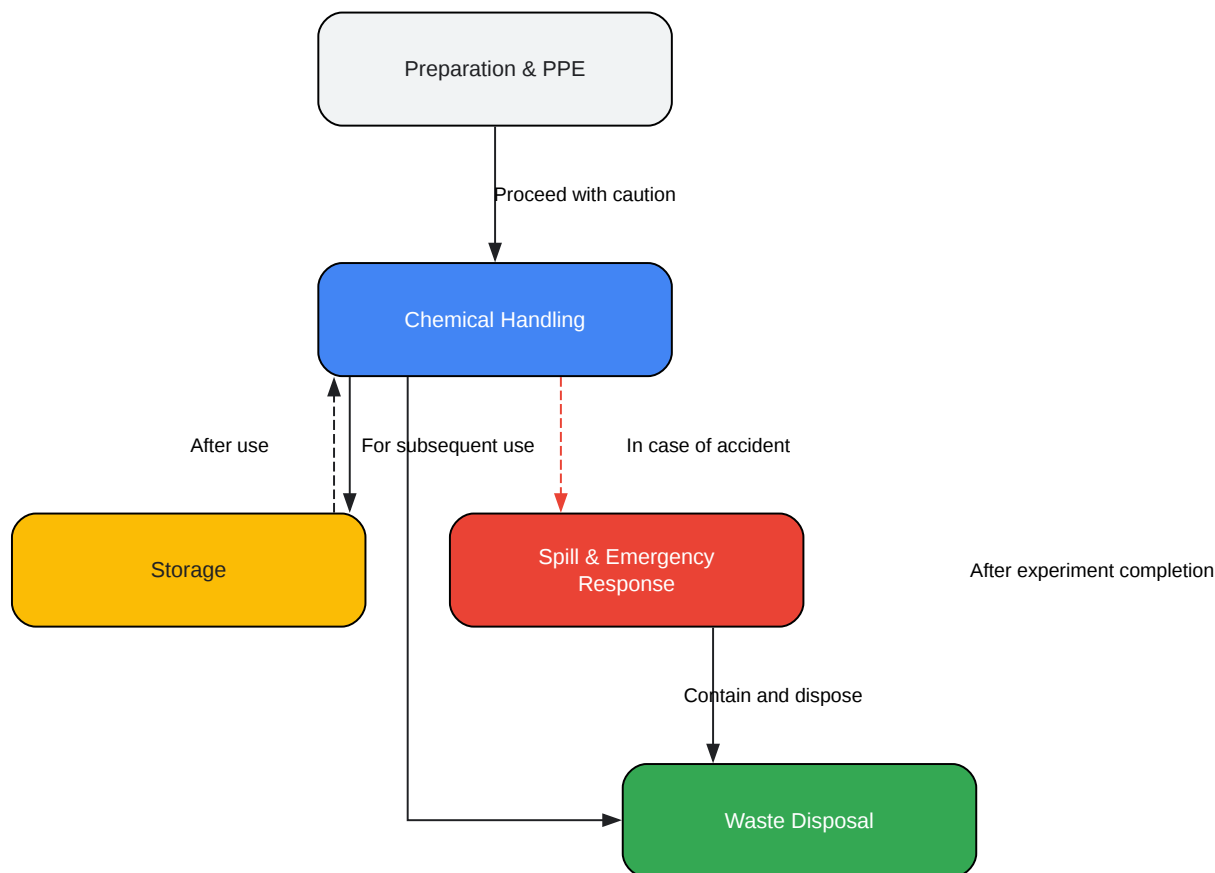 Preparation & PPE
Proceed with caution
Chemical Handling
After use
For subsequent use
In case of accident
Storage
Spill & Emergency
Response
After experiment completion
Contain and dispose
Waste Disposal